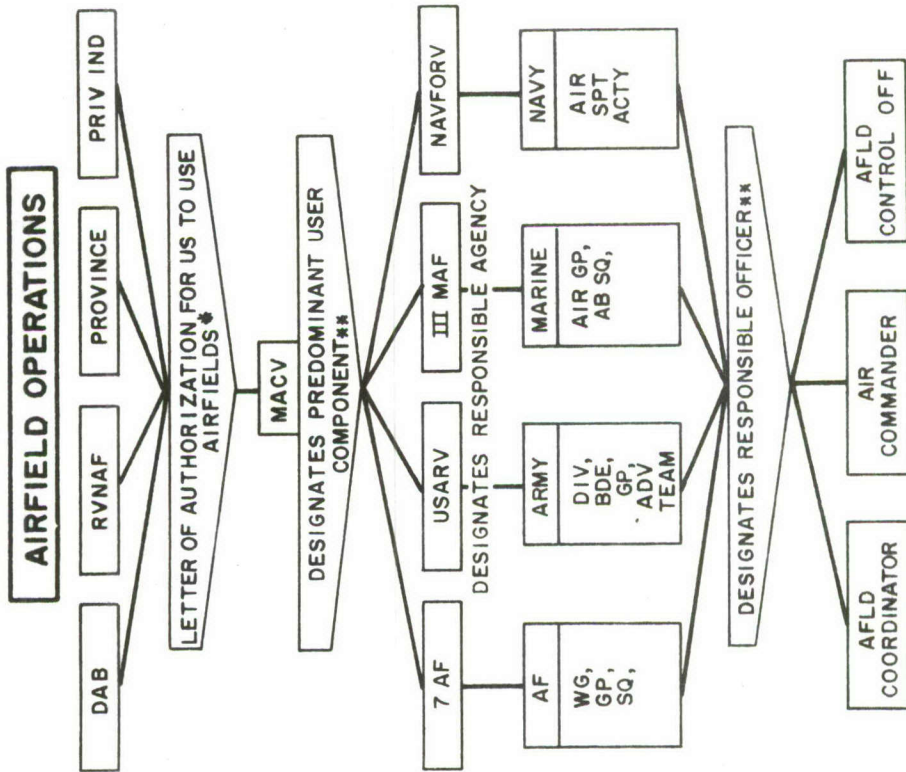 AIRFIELD OPERATIONS
DAB
RVNAF
PROVINCE
PRIV IND
LETTER OF AUTHORIZATION FOR US TO USE
AIRFIELDS*
MACV
DESIGNATES PREDOMINANT USER
COMPONENT**
7 AF
USARV
III MAF
NAVFORV
DESIGNATES RESPONSIBLE AGENCY
AF
WG,
GP,
SQ,
ARMY
DIV,
BDE,
GP,
ADV
TEAM
MARINE
AIR GP,
AB SQ,
NAVY
AIR
SPT
ACTY
DESIGNATES RESPONSIBLE OFFICER**
AFLD
COORDINATOR
AIR
COMMANDER
AFLD
CONTROL OFF